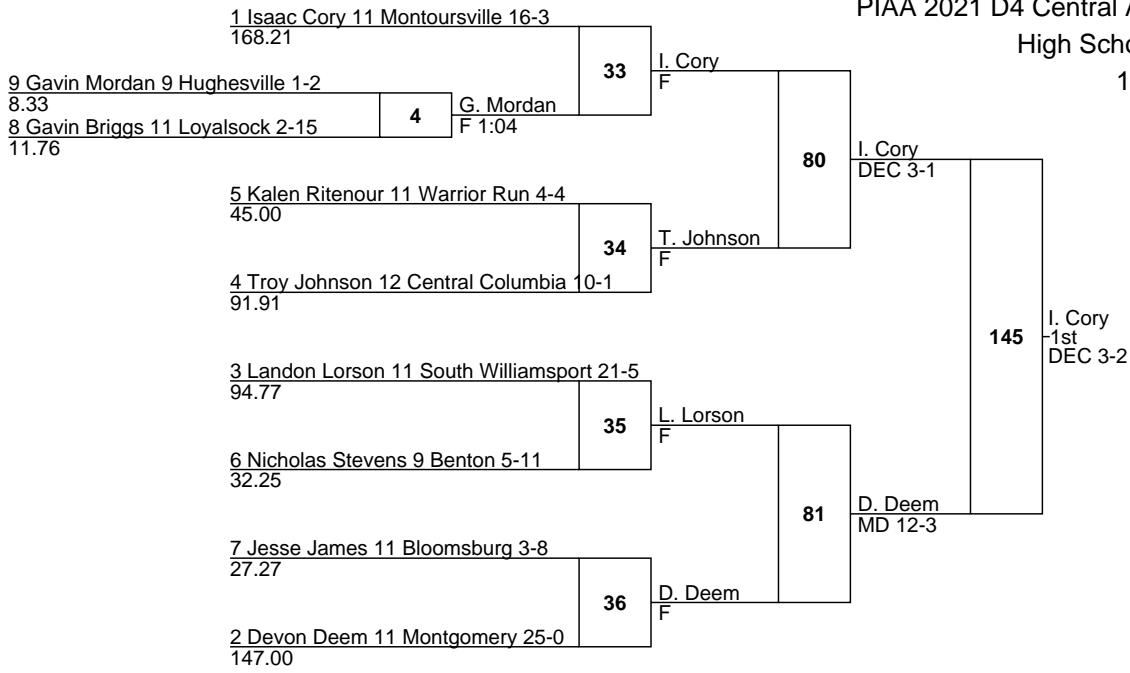 PIAA 2021 D4 Central
High Scho
1
1 Isaac Cory 11 Montoursville 16-3
168.21
33
I. Cory
F
9 Gavin Mordan 9 Hughesville 1-2
8.33
4
G. Mordan
F 1:04
8 Gavin Briggs 11 Loyalsock 2-15
11.76
80
I. Cory
DEC 3-1
5 Kalen Ritenour 11 Warrior Run 4-4
45.00
34
T. Johnson
F
4 Troy Johnson 12 Central Columbia 10-1
91.91
145
I. Cory
1st
DEC 3-2
3 Landon Lorson 11 South Williamsport 21-5
94.77
35
L. Lorson
F
6 Nicholas Stevens 9 Benton 5-11
32.25
81
D. Deem
MD 12-3
7 Jesse James 11 Bloomsburg 3-8
27.27
36
D. Deem
F
2 Devon Deem 11 Montgomery 25-0
147.00